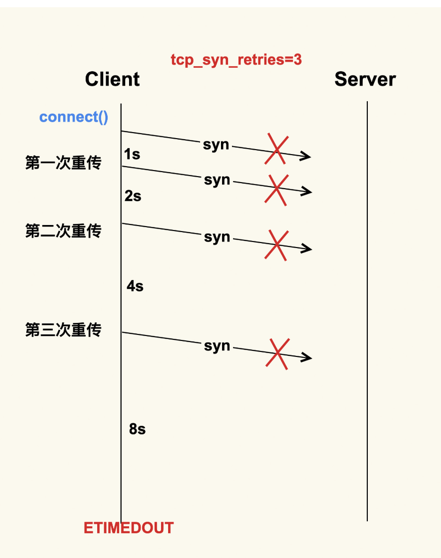 tcp_syn_retries=3
Client
Server
connect()
syn
1s
第一次重传
syn
2s
第二次重传
syn
4s
第三次重传
syn
8s
ETIMEDOUT